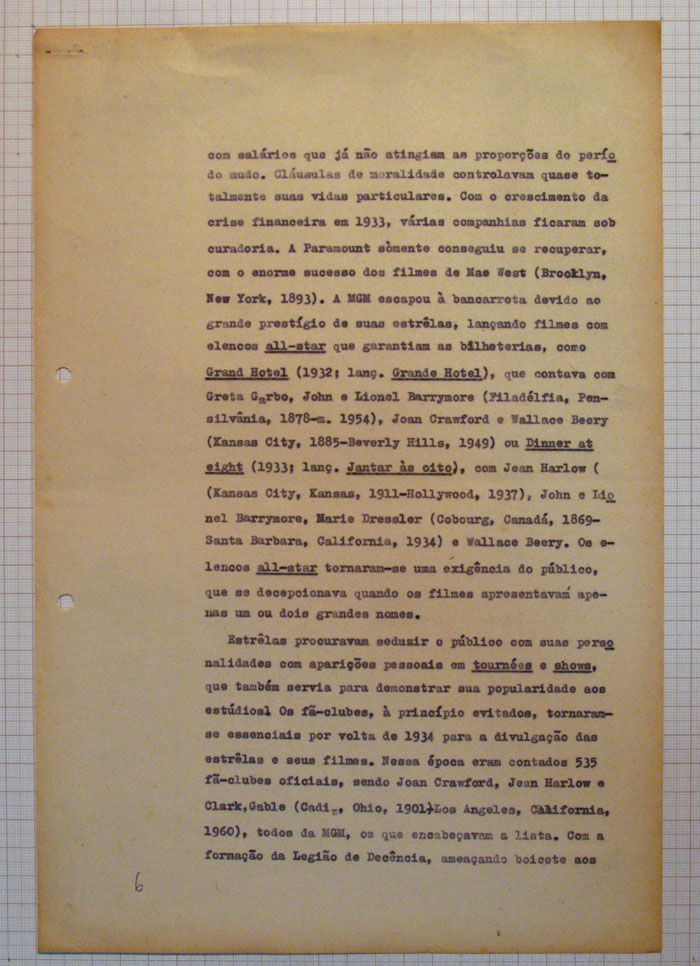 com salários que já não atingiam as proporções do perío
do mudo. Cláusulas de moralidade controlavam quase to-
talmente suas vidas particulares. Com o crescimento da
crise financeira em 1933, várias companhias ficaram sob
curadoria. A Paramount sòmente conseguiu se recuperar,
com o enorme sucesso dos filmes de Mae West (Brooklyn,
New York, 1893). A MGM escapou à bancarrota devido ao
grande prestígio de suas estrêlas, lançando filmes com
elencos all-star que garantiam as bilheterias, como
Grand Hotel (1932; lanç. Grande Hotel), que contava com
Greta Garbo, John e Lionel Barrymore (Filadélfia, Pen-
silvânia, 1878-m. 1954), Joan Crawford e Wallace Beery
(Kansas City, 1885-Beverly Hills, 1949) ou Dinner at
eight (1933; lanç. Jantar às oito), com Jean Harlow (
(Kansas City, Kansas, 1911-Hollywood, 1937), John e Lio
nel Barrymore, Marie Dressler (Cobourg, Canadá, 1869-
Santa Barbara, California, 1934) e Wallace Beery. Os e-
lencos all-star tornaram-se uma exigência do público,
que se decepcionava quando os filmes apresentavam ape-
nas um ou dois grandes nomes.
Estrêlas procuravam seduzir o público com suas perso
nalidades com aparições pessoais em tournées e shows,
que também servia para demonstrar sua popularidade aos
estúdios. Os fã-clubes, à princípio evitados, tornaram-
se essenciais por volta de 1934 para a divulgação das
estrêlas e seus filmes. Nessa época eram contados 535
fã-clubes oficiais, sendo Joan Crawford, Jean Harlow e
Clark, Gable (Cadiz, Ohio, 1901-Los Angeles, California,
1960), todos da MGM, os que encabeçavam a lista. Com a
formação da Legião de Decência, ameaçando boicote aos
6